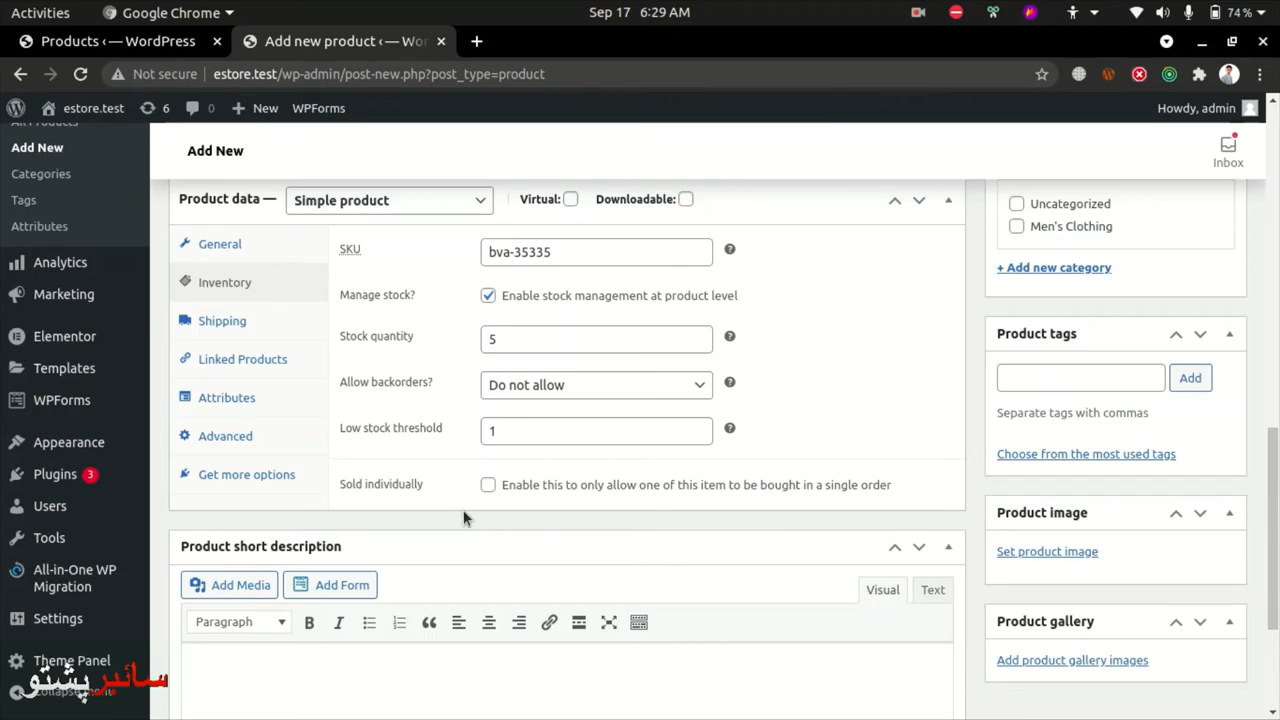 Activities
Google Chrome
Sep 17 6:29 AM
74 %
Products ‹ — WordPress
Add new product ‹ — Wor
Not secure
estore.test/wp-admin/post-new.php?post_type=product
estore.test
6
0
New
WPForms
Howdy, admin
Add New
Categories
Tags
Attributes
Analytics
Marketing
Elementor
Templates
WPForms
Appearance
Plugins 3
Users
Tools
All-in-One WP
Migration
Settings
Theme Panel
سائبر پشتو
Add New
Inbox
Product data —
Simple product
Virtual:
Downloadable:
General
Inventory
Shipping
Linked Products
Attributes
Advanced
Get more options
SKU
bva-35335
Manage stock?
Enable stock management at product level
Stock quantity
5
Allow backorders?
Do not allow
Low stock threshold
1
Sold individually
Enable this to only allow one of this item to be bought in a single order
Product short description
Add Media
Add Form
Visual
Text
Paragraph
Uncategorized
Men's Clothing
+ Add new category
Product tags
Add
Separate tags with commas
Choose from the most used tags
Product image
Set product image
Product gallery
Add product gallery images